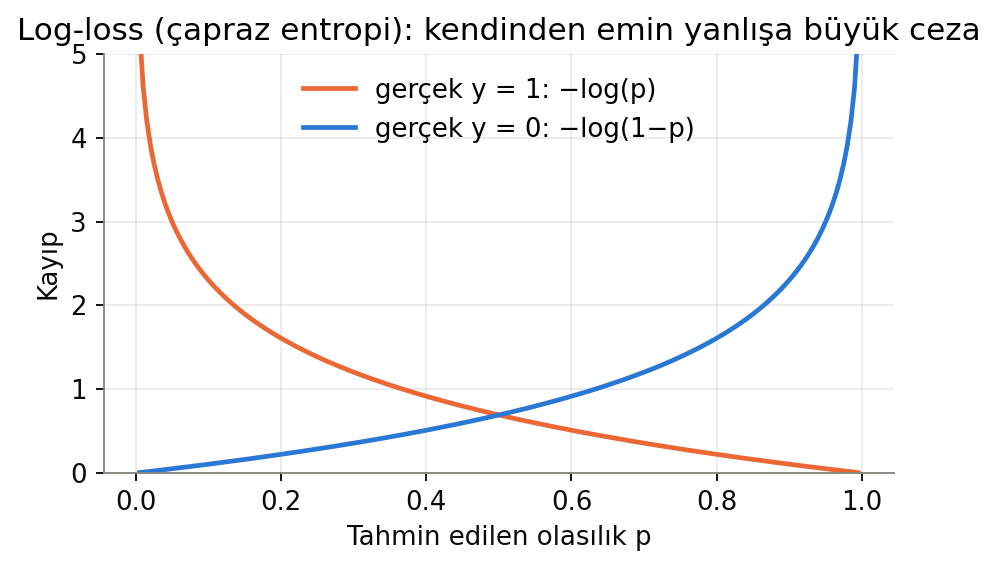 Log-loss (çapraz entropi): kendinden emin yanlışa büyük ceza
gerçek y = 1: −log(p)
gerçek y = 0: −log(1−p)
Kayıp
5
4
3
2
1
0
0.0 0.2 0.4 0.6 0.8 1.0
Tahmin edilen olasılık p